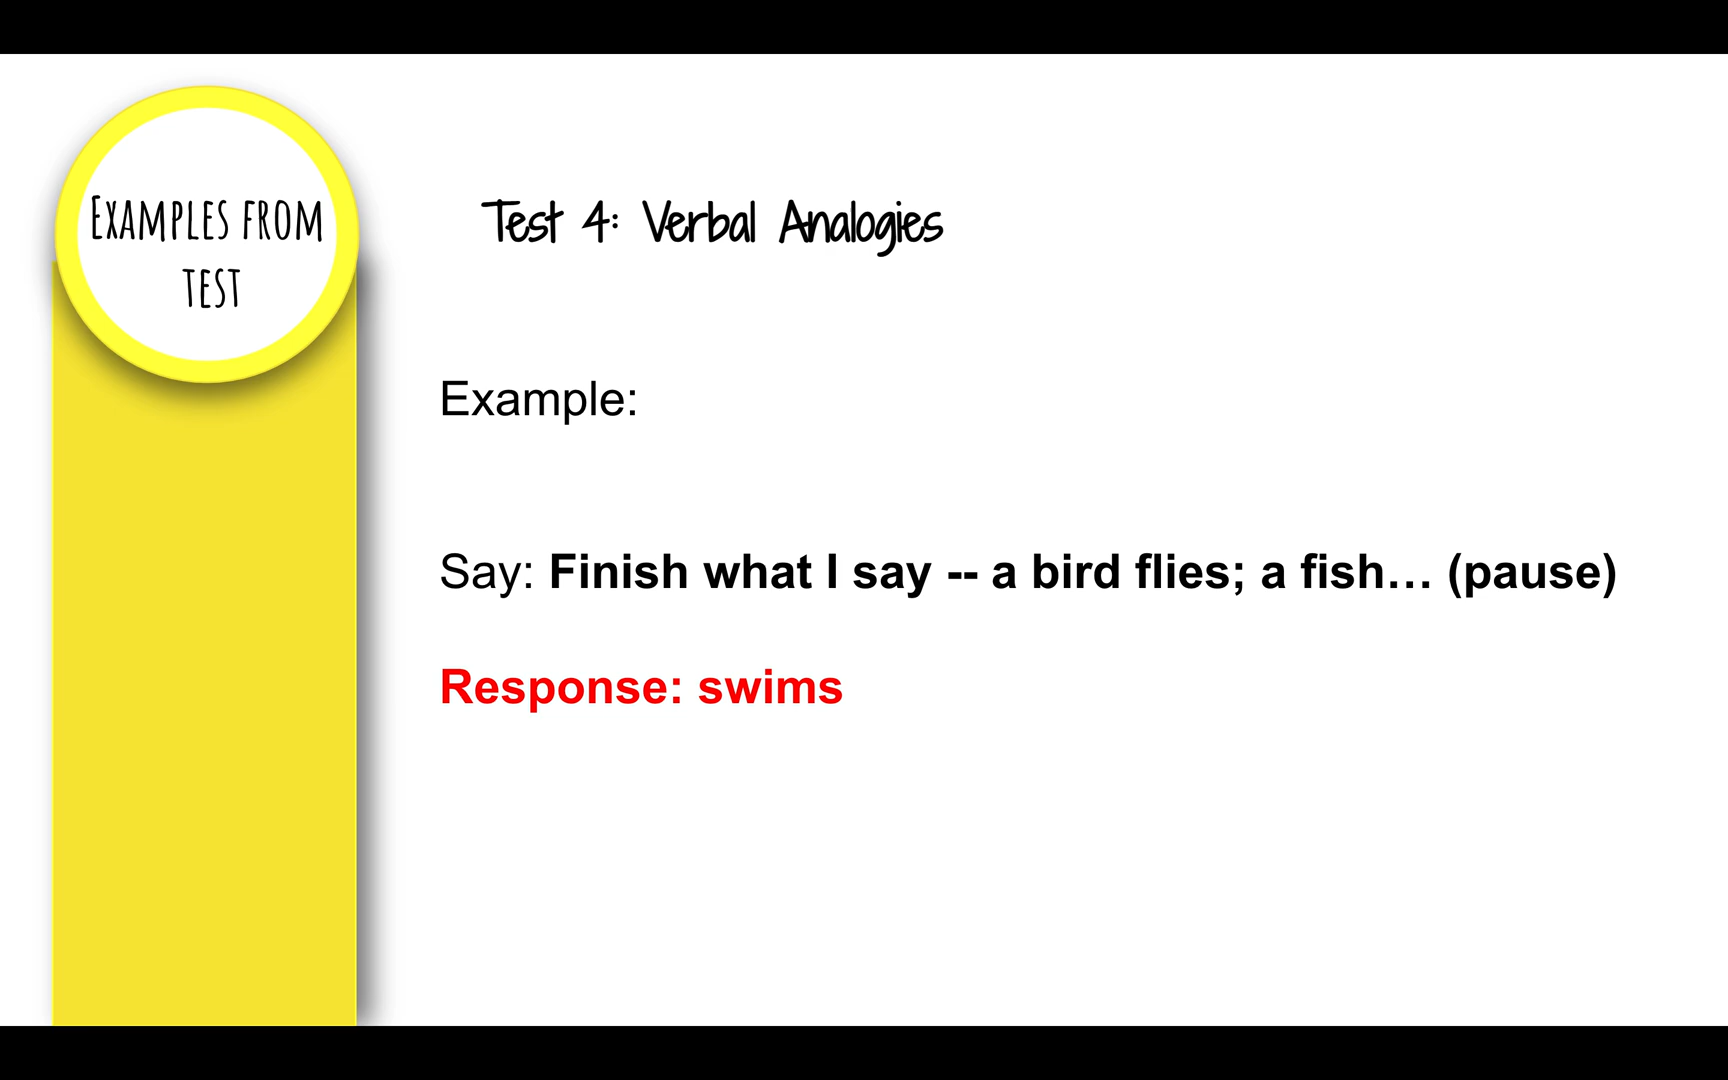 Examples from
test
Test 4: Verbal Analogies
Example:
Say: Finish what I say -- a bird flies; a fish… (pause)
Response: swims